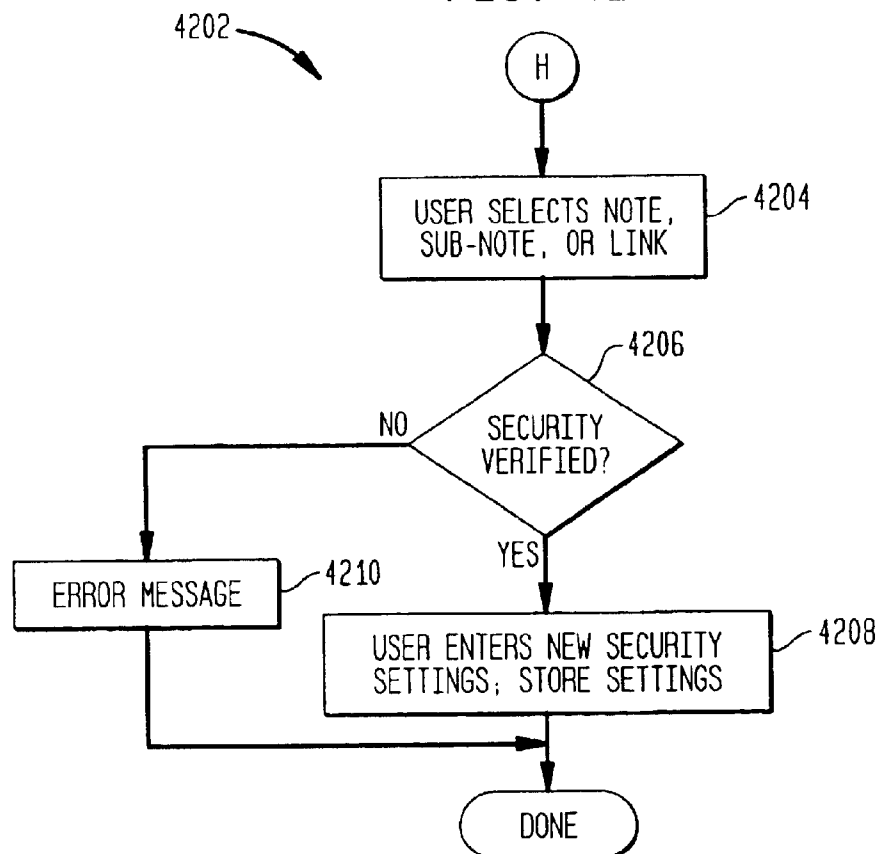 4202
H
USER SELECTS NOTE,
SUB-NOTE, OR LINK
4204
4206
SECURITY
VERIFIED?
NO
YES
ERROR MESSAGE
4210
USER ENTERS NEW SECURITY
SETTINGS; STORE SETTINGS
4208
DONE